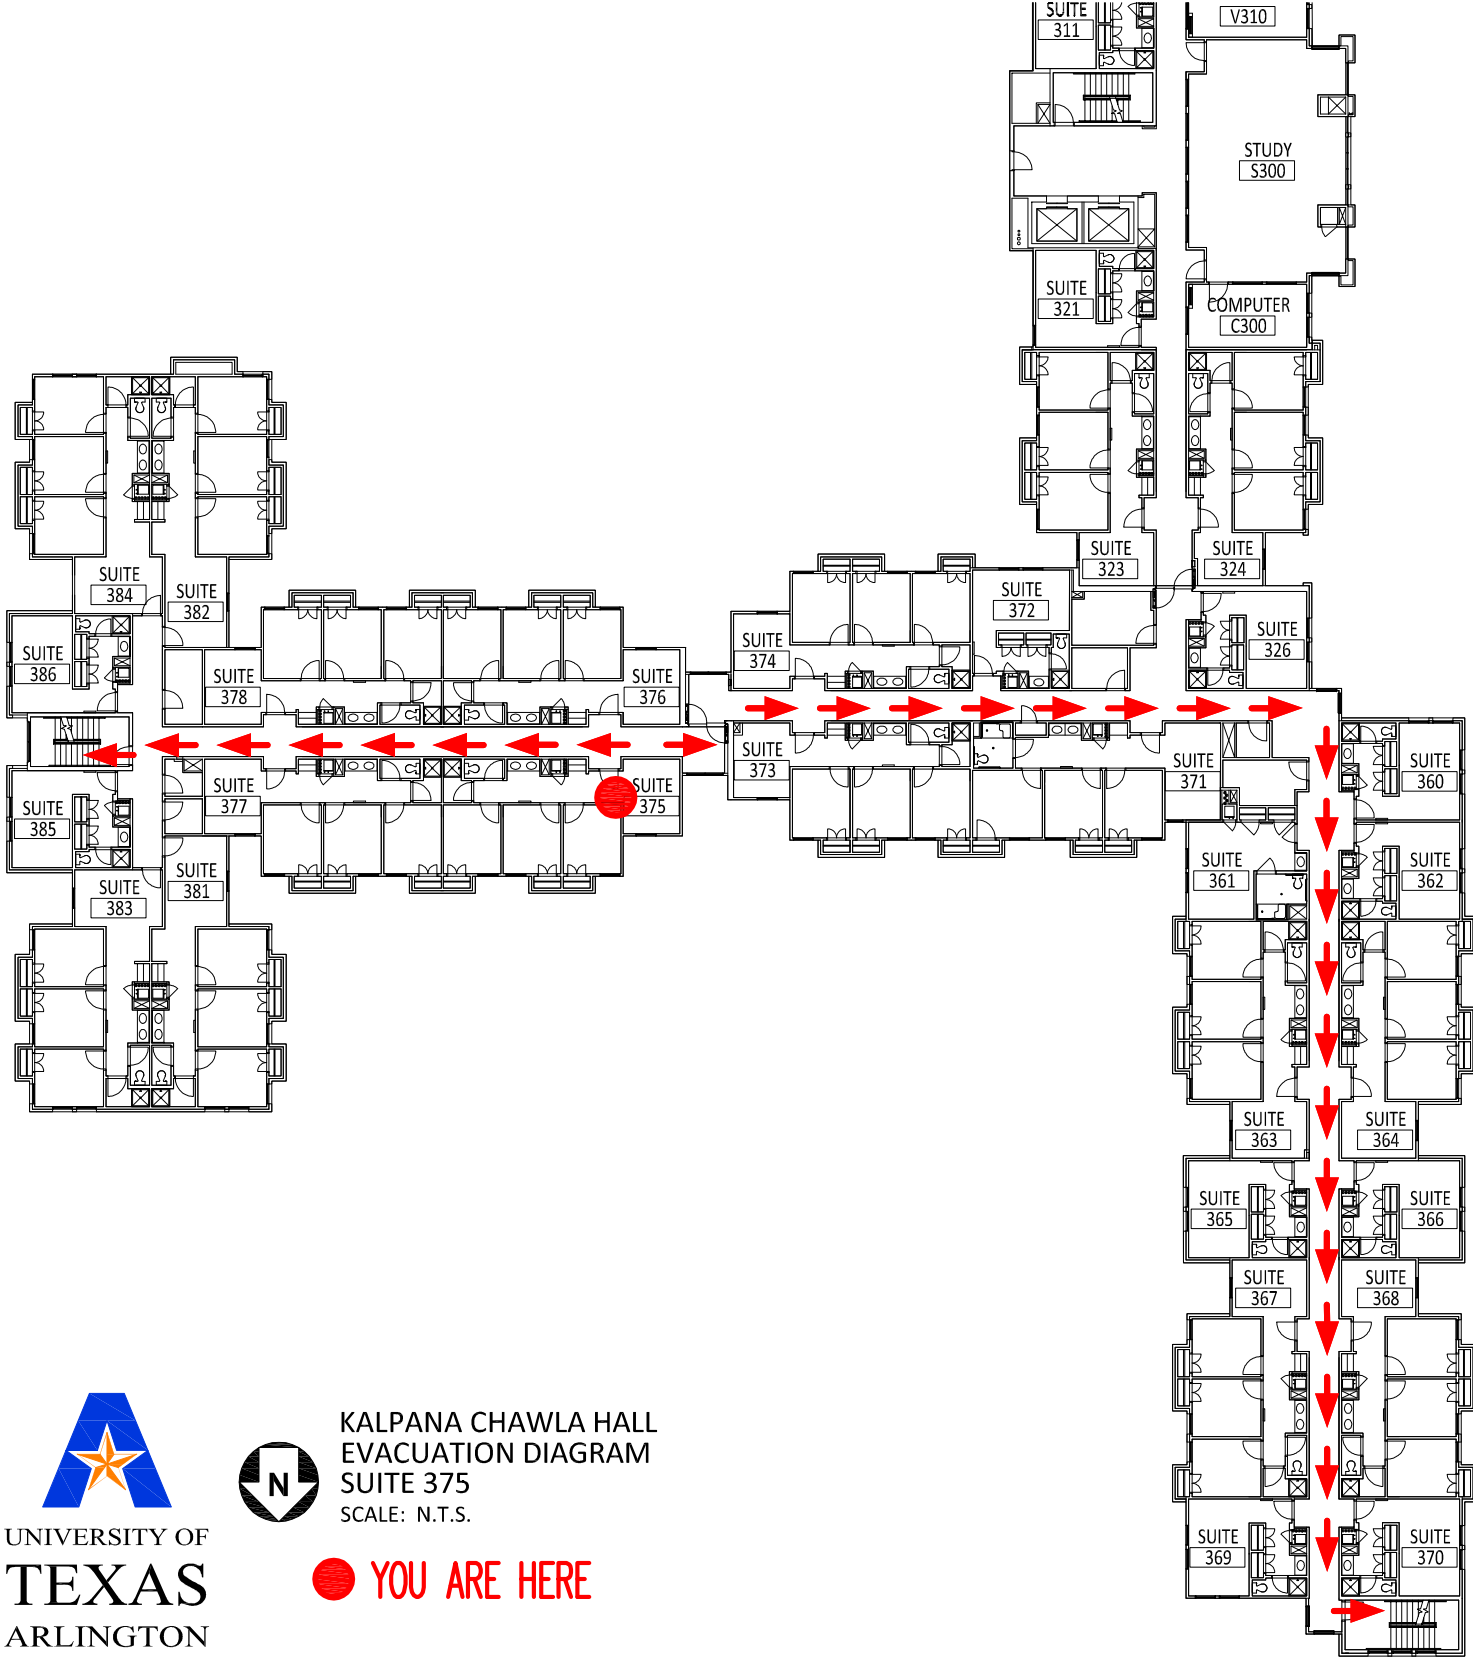 SUITE
311
V310
STUDY
S300
SUITE
321
COMPUTER
C300
SUITE
323
SUITE
324
SUITE
384
SUITE
382
SUITE
386
SUITE
378
SUITE
376
SUITE
374
SUITE
372
SUITE
326
SUITE
385
SUITE
377
SUITE
375
SUITE
373
SUITE
371
SUITE
360
SUITE
383
SUITE
381
SUITE
361
SUITE
362
SUITE
363
SUITE
364
SUITE
365
SUITE
366
SUITE
367
SUITE
368
SUITE
369
SUITE
370
N
KALPANA CHAWLA HALL
EVACUATION DIAGRAM
SUITE 375
SCALE: N.T.S.
YOU ARE HERE
UNIVERSITY OF
TEXAS
ARLINGTON